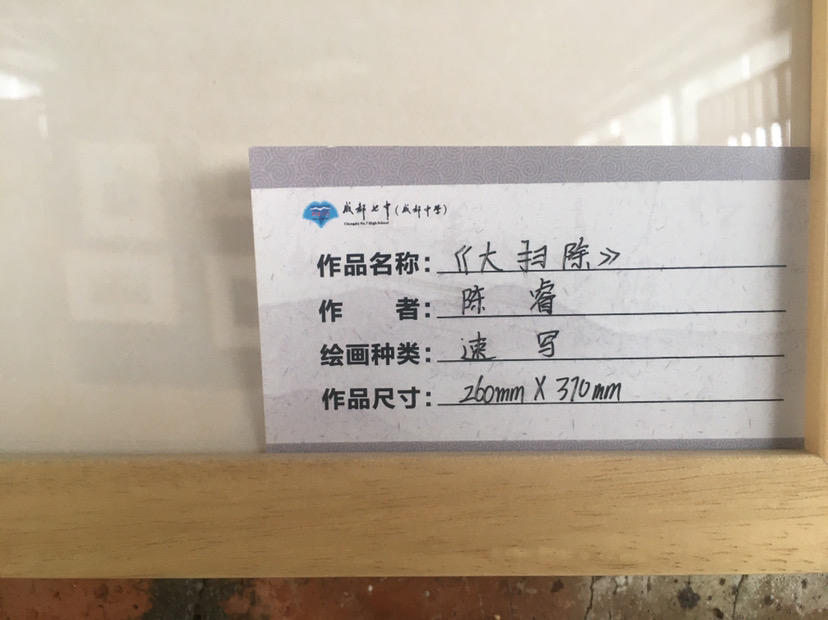 成都七中(成都中学)
Chengdu No.7 High School
作品名称:《大扫除》
作 者:陈 睿
绘画种类:速 写
作品尺寸:260mm X 370mm